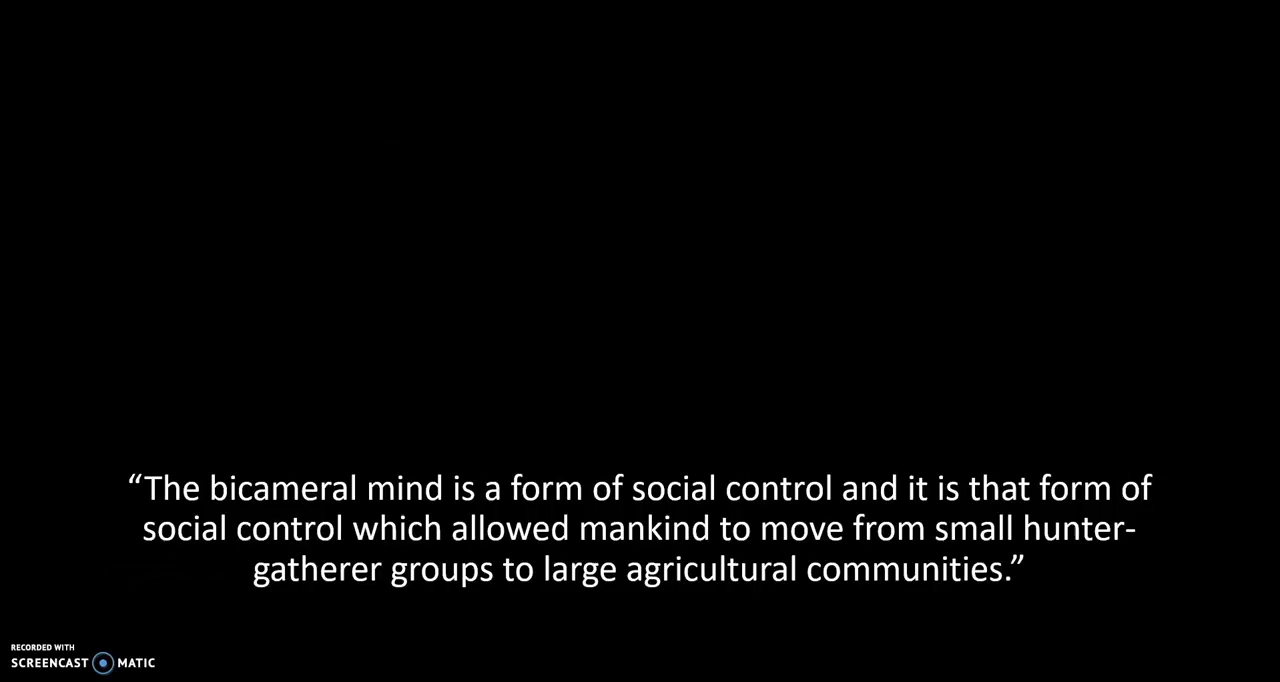 “The bicameral mind is a form of social control and it is that form of
social control which allowed mankind to move from small hunter-
gatherer groups to large agricultural communities.”
RECORDED WITH
SCREENCAST MATIC